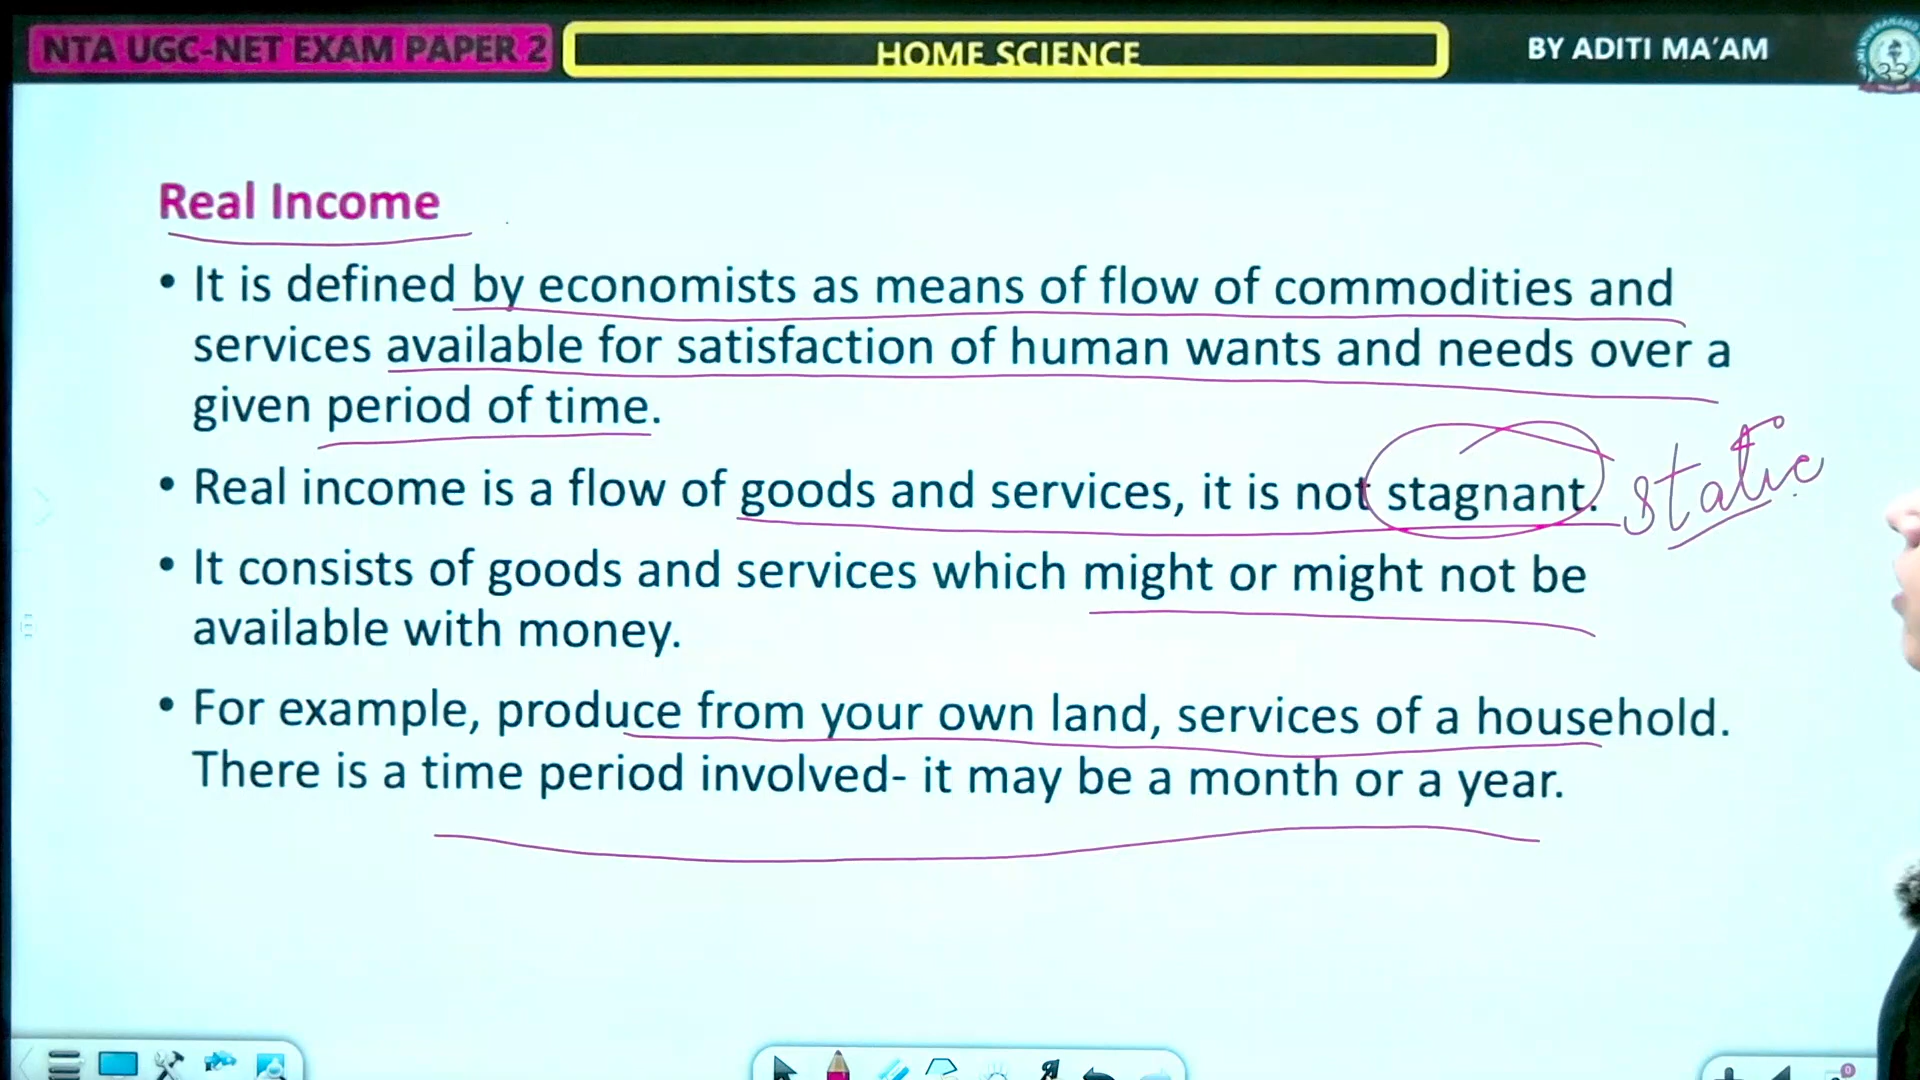 NTA UGC-NET EXAM PAPER 2
HOME SCIENCE
BY ADITI MA'AM
33
Real Income
• It is defined by economists as means of flow of commodities and
services available for satisfaction of human wants and needs over a
given period of time.
• Real income is a flow of goods and services, it is not stagnant.
static
• It consists of goods and services which might or might not be
available with money.
• For example, produce from your own land, services of a household.
There is a time period involved- it may be a month or a year.